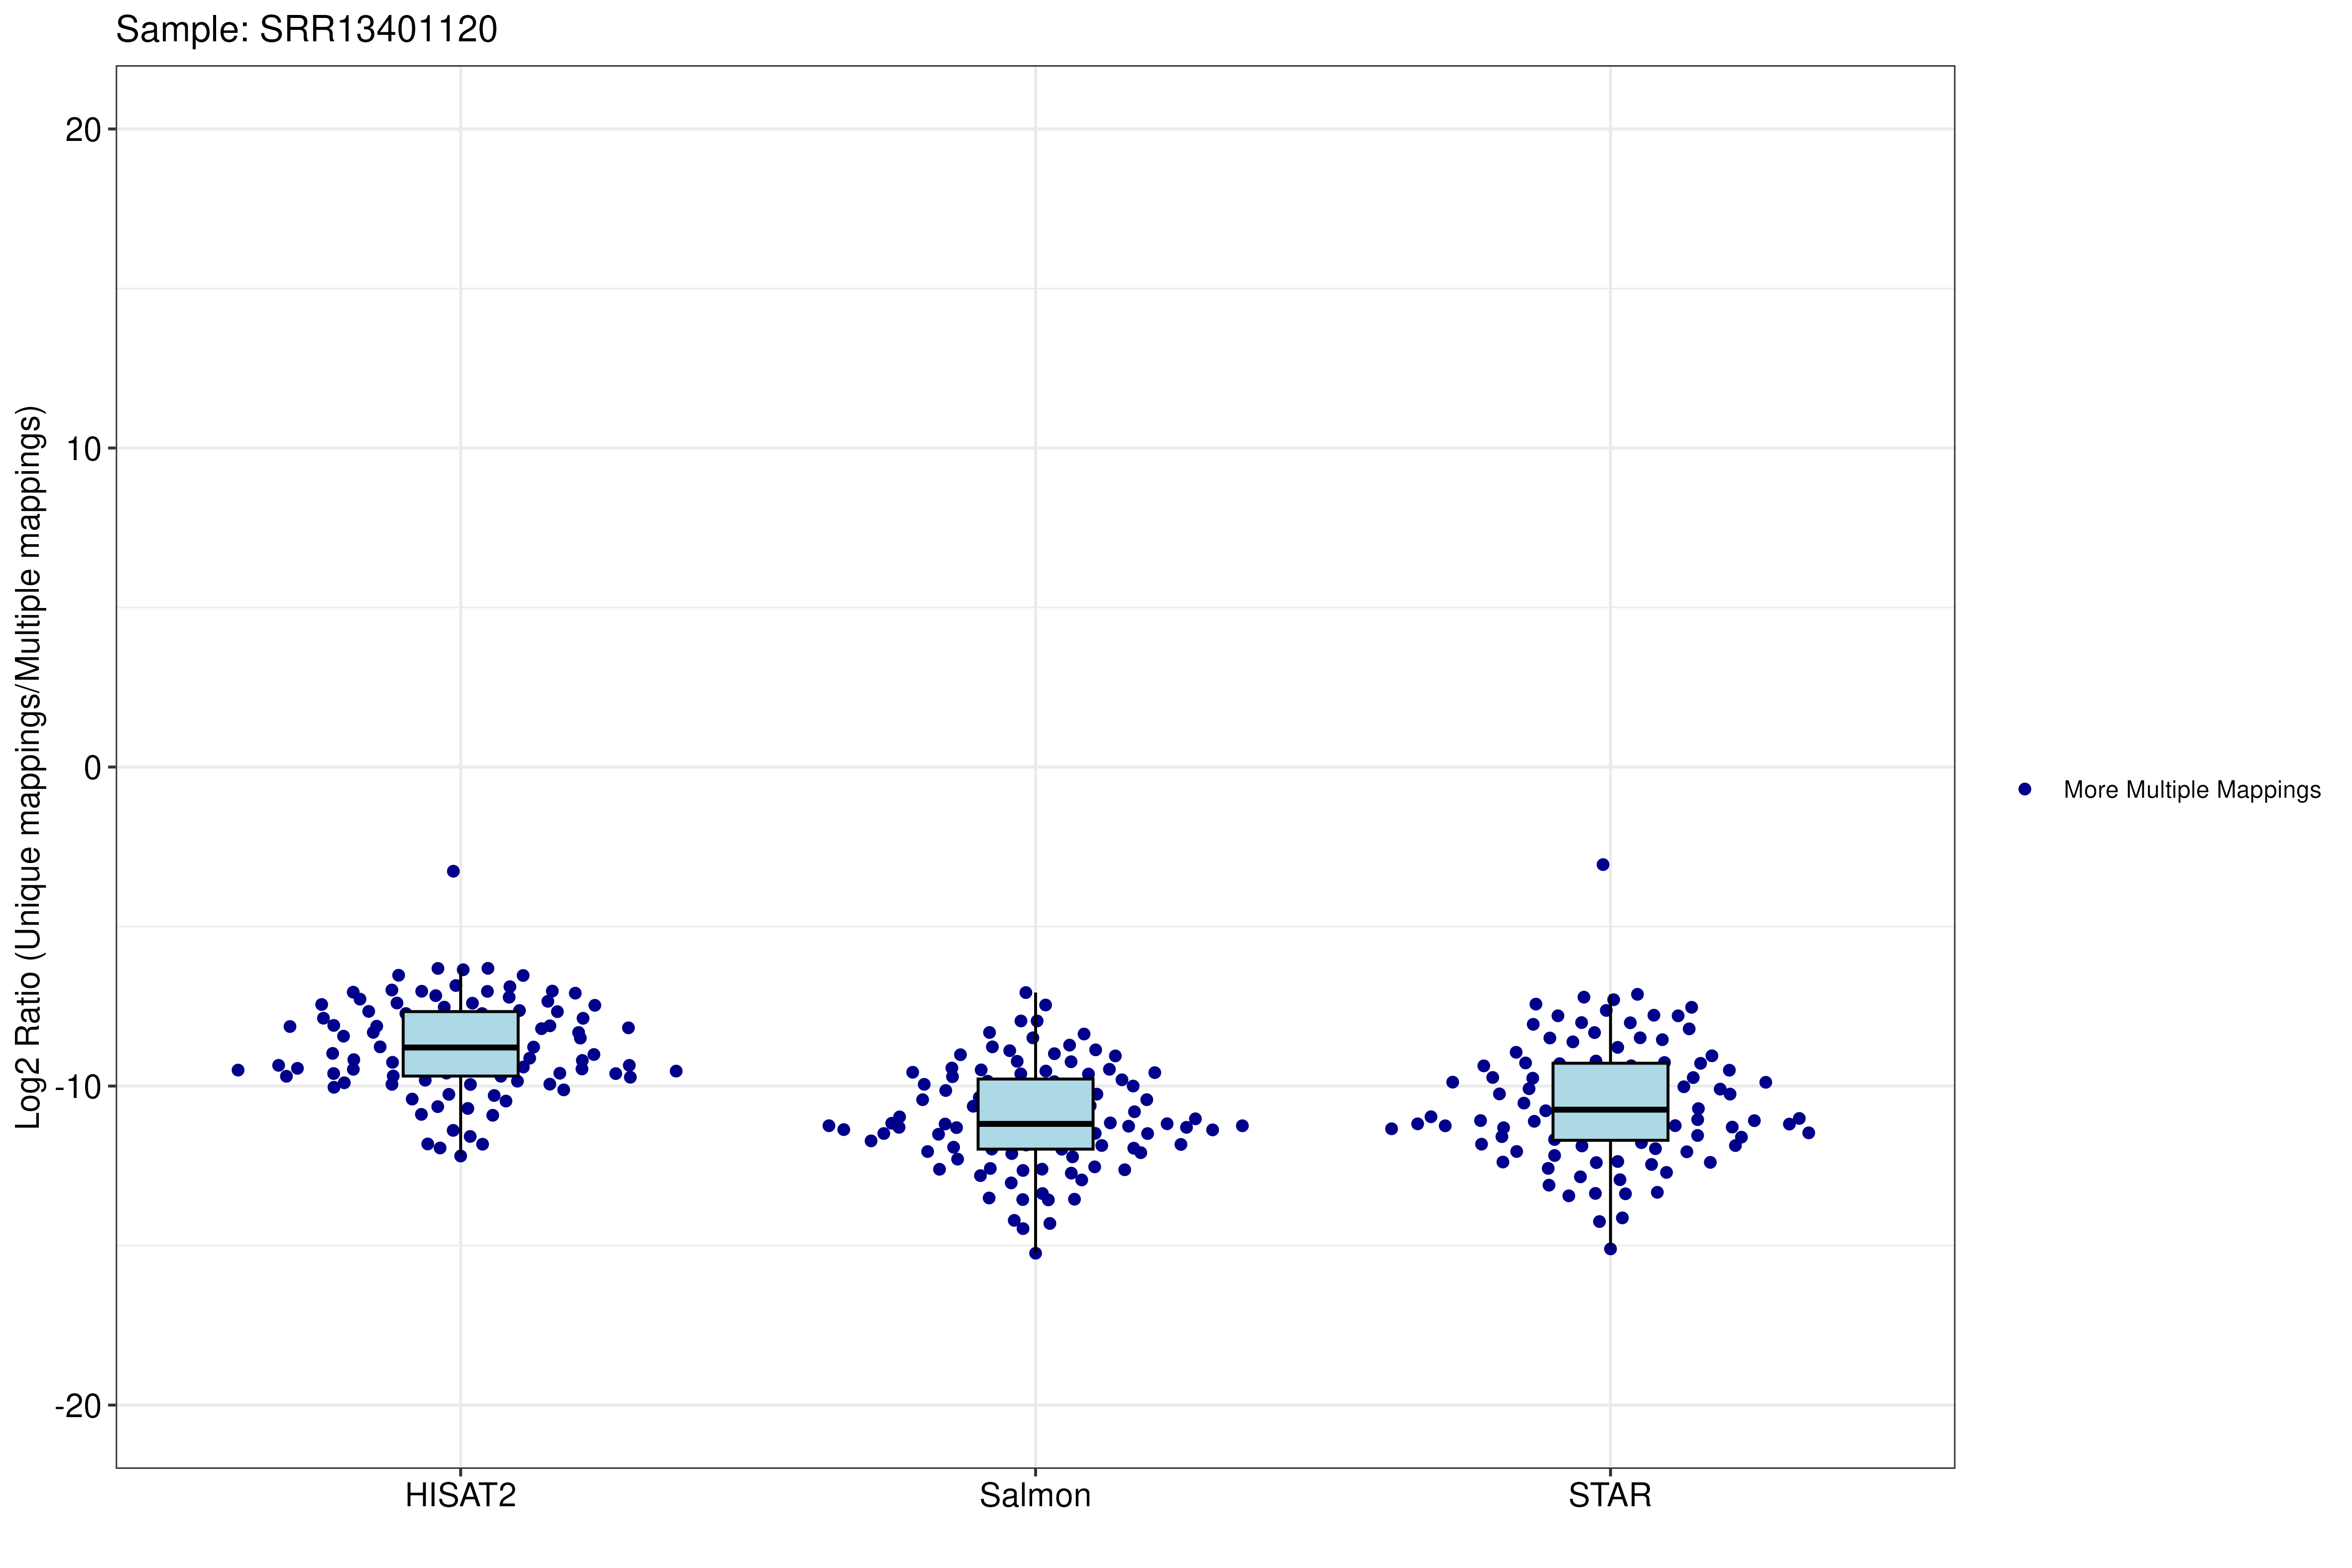 Sample: SRR13401120
Log2 Ratio (Unique mappings/Multiple mappings)
20
10
0
-10
-20
HISAT2
Salmon
STAR
More Multiple Mappings